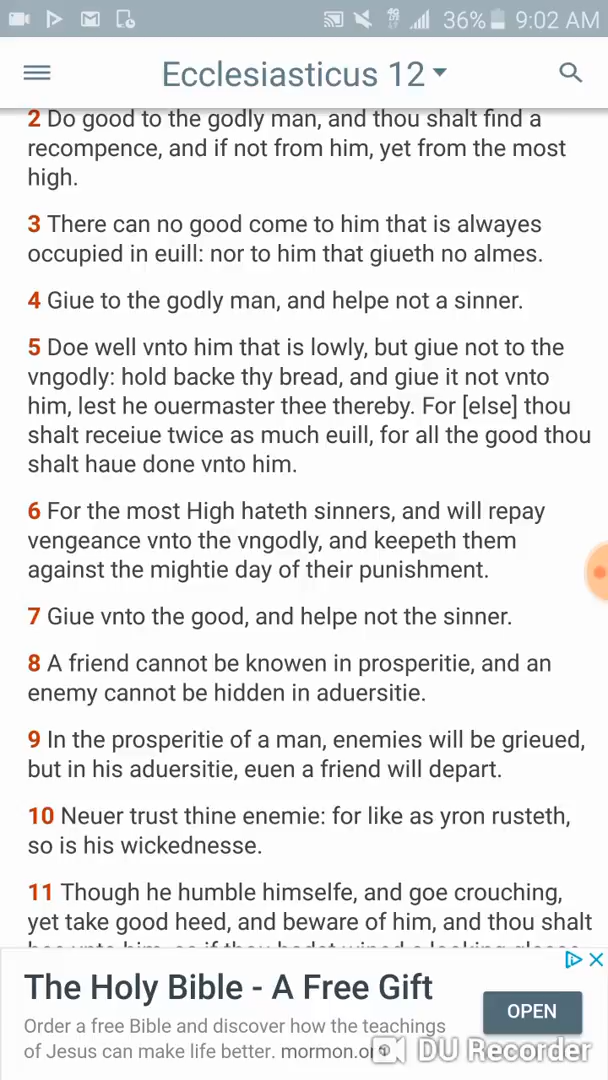 36% 9:02 AM
Ecclesiasticus 12
2 Do good to the godly man, and thou shalt find a
recompence, and if not from him, yet from the most
high.
3 There can no good come to him that is alwayes
occupied in euill: nor to him that giueth no almes.
4 Giue to the godly man, and helpe not a sinner.
5 Doe well vnto him that is lowly, but giue not to the
vngodly: hold backe thy bread, and giue it not vnto
him, lest he ouermaster thee thereby. For [else] thou
shalt receiue twice as much euill, for all the good thou
shalt haue done vnto him.
6 For the most High hateth sinners, and will repay
vengeance vnto the vngodly, and keepeth them
against the mightie day of their punishment.
7 Giue vnto the good, and helpe not the sinner.
8 A friend cannot be knowen in prosperitie, and an
enemy cannot be hidden in aduersitie.
9 In the prosperitie of a man, enemies will be grieued,
but in his aduersitie, euen a friend will depart.
10 Neuer trust thine enemie: for like as yron rusteth,
so is his wickednesse.
11 Though he humble himselfe, and goe crouching,
yet take good heed, and beware of him, and thou shalt
The Holy Bible - A Free Gift
OPEN
Order a free Bible and discover how the teachings
of Jesus can make life better. mormon.org
DU Recorder